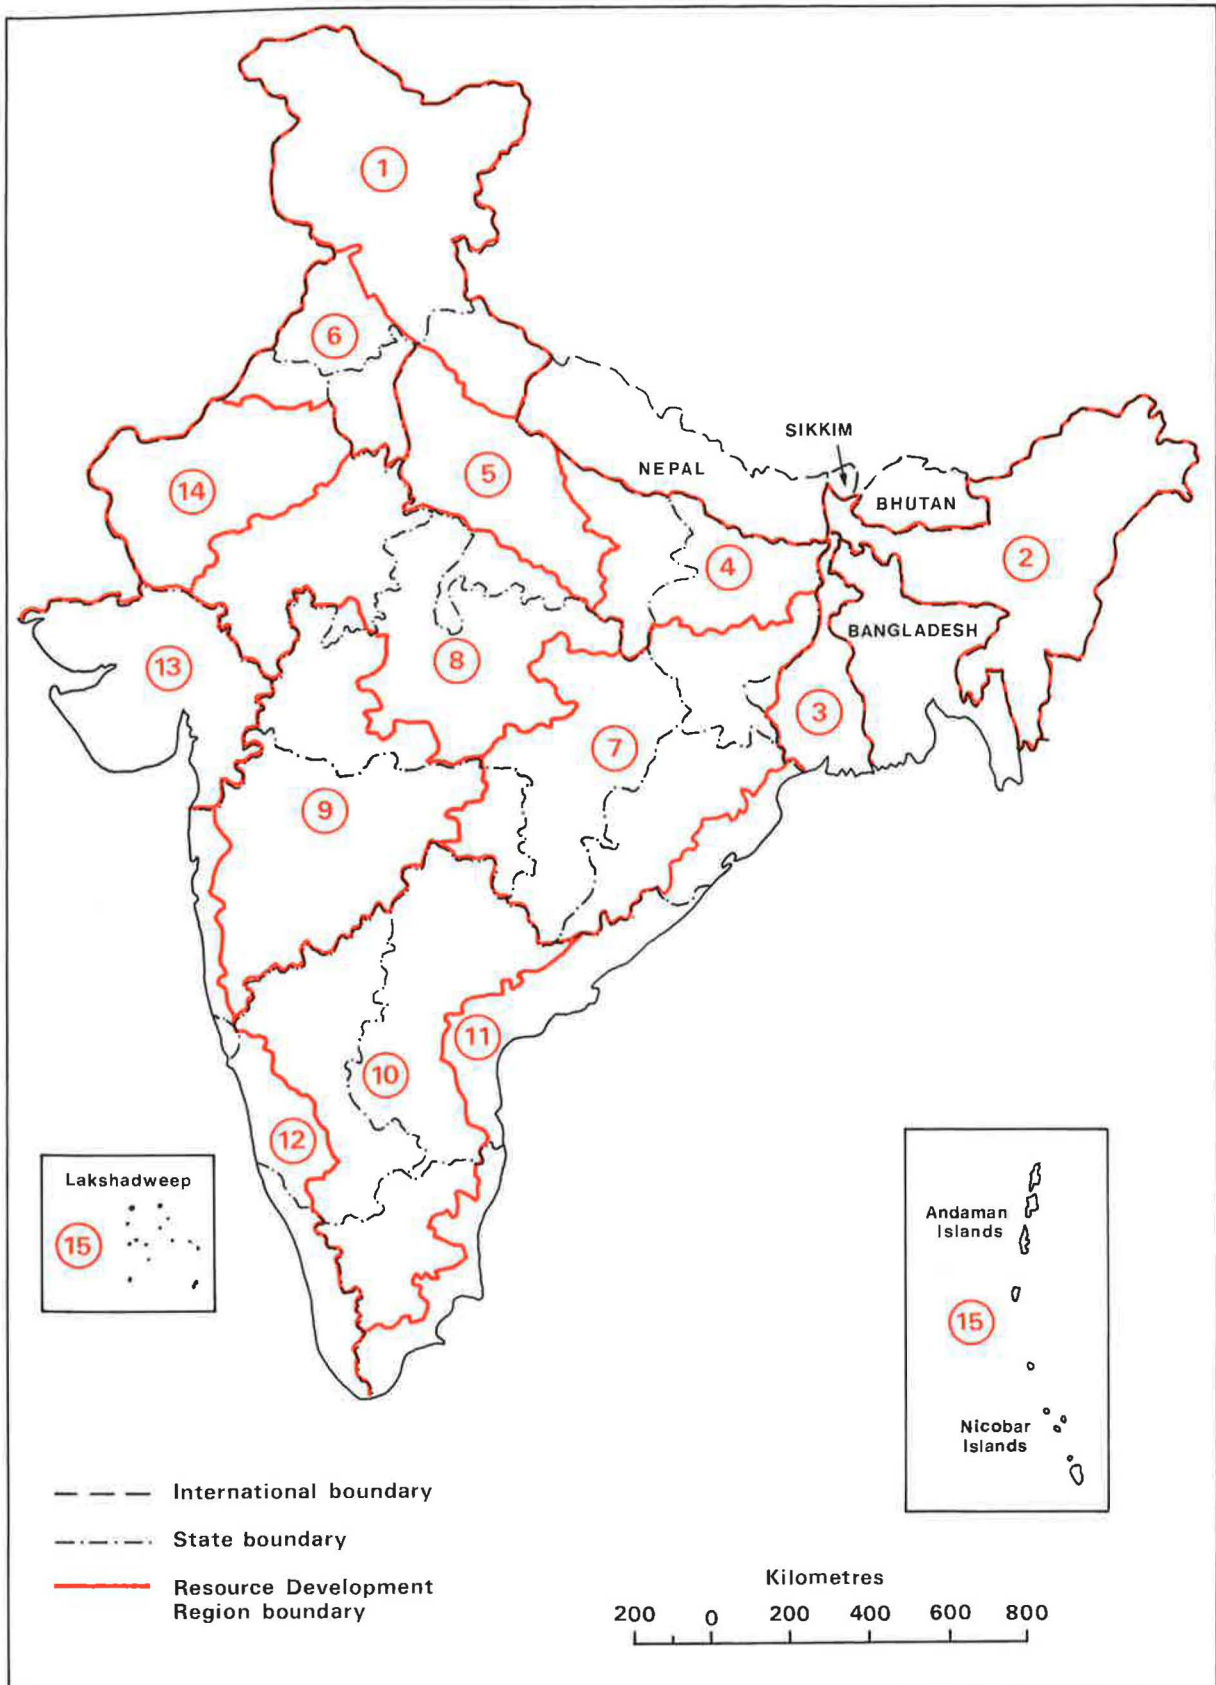 1
6
SIKKIM
NEPAL
5
14
BHUTAN
2
4
BANGLADESH
8
13
3
7
9
11
10
12
Lakshadweep
15
Andaman
Islands
15
Nicobar
Islands
International boundary
State boundary
Resource Development
Region boundary
Kilometres
200 0 200 400 600 800